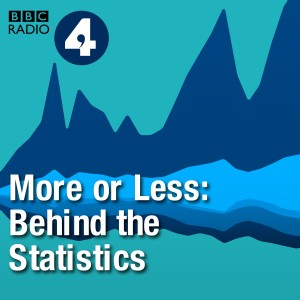 BBC
RADIO
4
More or Less:
Behind the
Statistics